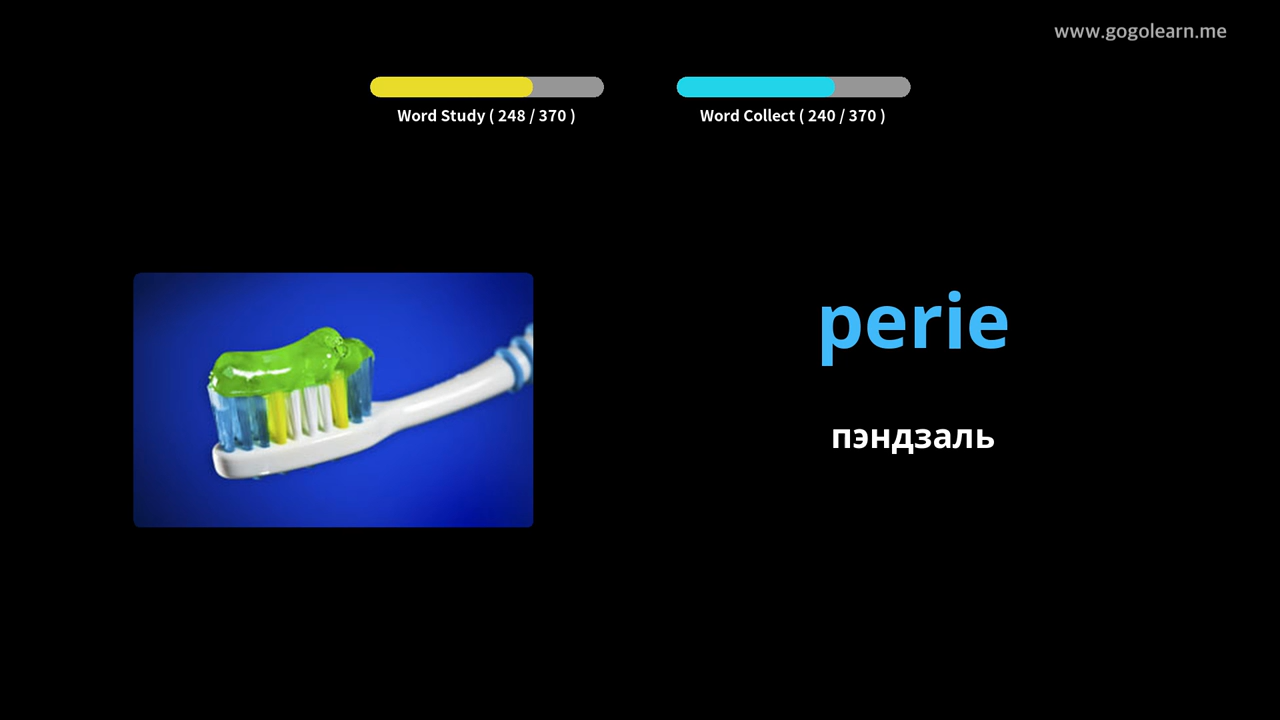 www.gogolearn.me
Word Study ( 248 / 370 )
Word Collect ( 240 / 370 )
perie
пэндзаль